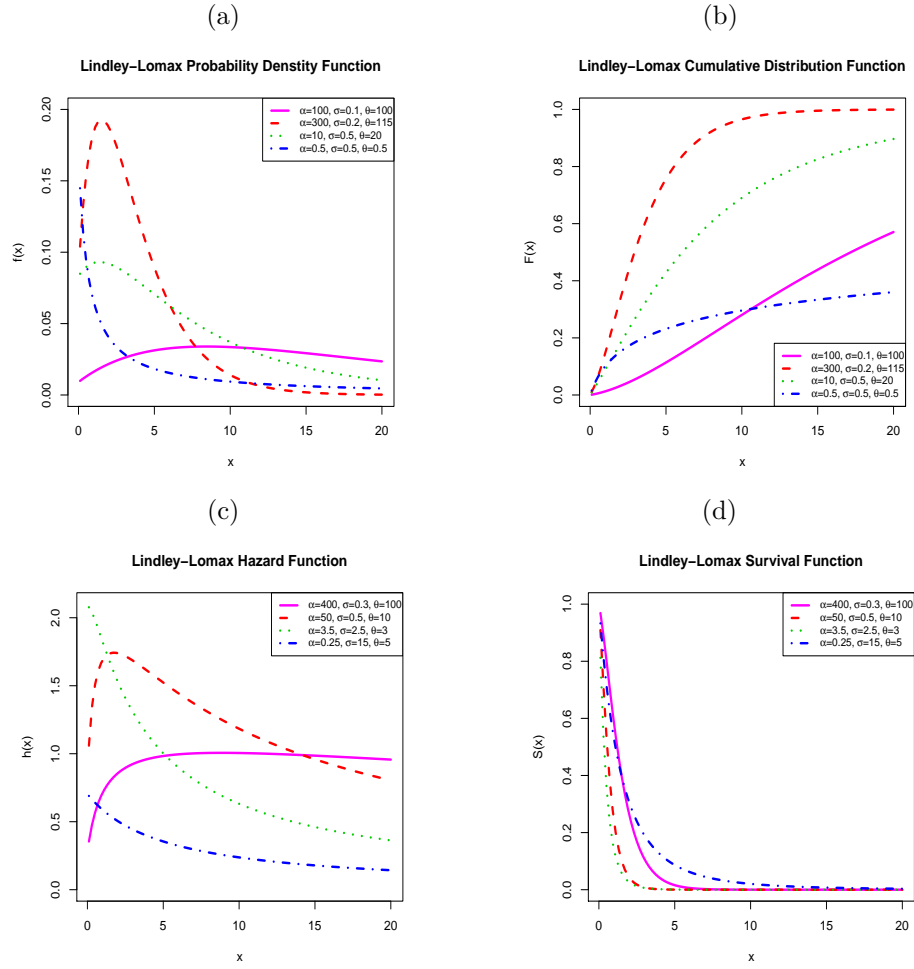 (a)
Lindley−Lomax Probability Denstity Function
α=100, σ=0.1, θ=100
α=300, σ=0.2, θ=115
α=10, σ=0.5, θ=20
α=0.5, σ=0.5, θ=0.5
f(x)
0.00
0.05
0.10
0.15
0.20
0 5 10 15 20
x
(b)
Lindley−Lomax Cumulative Distribution Function
F(x)
0.0
0.2
0.4
0.6
0.8
1.0
α=100, σ=0.1, θ=100
α=300, σ=0.2, θ=115
α=10, σ=0.5, θ=20
α=0.5, σ=0.5, θ=0.5
0 5 10 15 20
x
(c)
Lindley−Lomax Hazard Function
α=400, σ=0.3, θ=100
α=50, σ=0.5, θ=10
α=3.5, σ=2.5, θ=3
α=0.25, σ=15, θ=5
h(x)
0.0
0.5
1.0
1.5
2.0
0 5 10 15 20
x
(d)
Lindley−Lomax Survival Function
α=400, σ=0.3, θ=100
α=50, σ=0.5, θ=10
α=3.5, σ=2.5, θ=3
α=0.25, σ=15, θ=5
S(x)
0.0
0.2
0.4
0.6
0.8
1.0
0 5 10 15 20
x